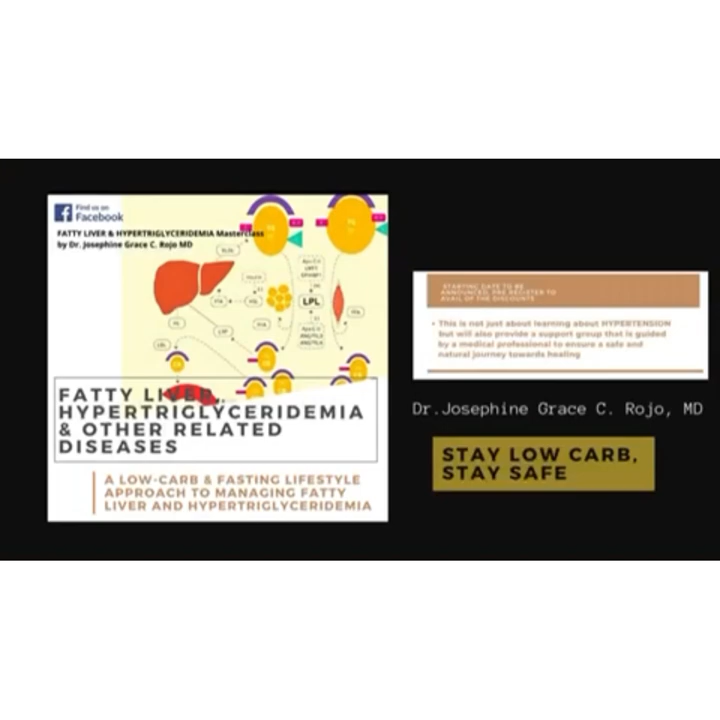 Find us on
Facebook
FATTY LIVER & HYPERTRIGLYCERIDEMIA Masterclass
by Dr. Josephine Grace C. Rojo MD
LPL
FATTY LIVER,
HYPERTRIGLYCERIDEMIA
& OTHER RELATED
DISEASES
A LOW-CARB & FASTING LIFESTYLE
APPROACH TO MANAGING FATTY
LIVER AND HYPERTRIGLYCERIDEMIA
STARTING DATE TO BE
ANNOUNCED. PRE REGISTER TO
AVAIL OF THE DISCOUNTS
• This is not just about learning about HYPERTENSION
but will also provide a support group that is guided
by a medical professional to ensure a safe and
natural journey towards healing
Dr.Josephine Grace C. Rojo, MD
STAY LOW CARB,
STAY SAFE